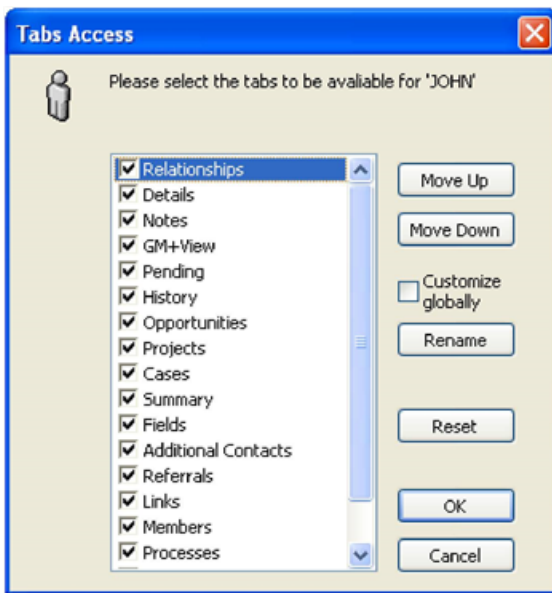 Tabs Access
Please select the tabs to be avaliable for 'JOHN'
Relationships
Details
Notes
GM+View
Pending
History
Opportunities
Projects
Cases
Summary
Fields
Additional Contacts
Referrals
Links
Members
Processes
Move Up
Move Down
Customize
globally
Rename
Reset
OK
Cancel